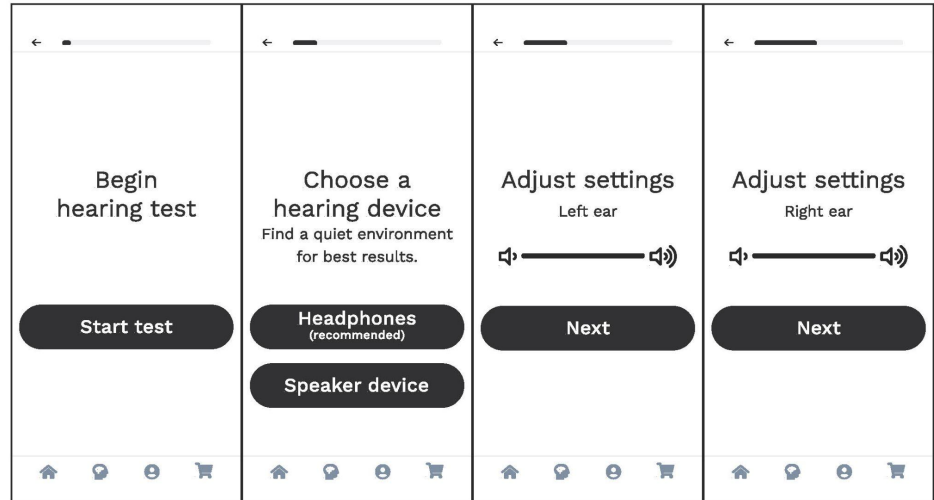 Begin
hearing test
Start test
Choose a
hearing device
Find a quiet environment
for best results.
Headphones
(recommended)
Speaker device
Adjust settings
Left ear
Next
Adjust settings
Right ear
Next